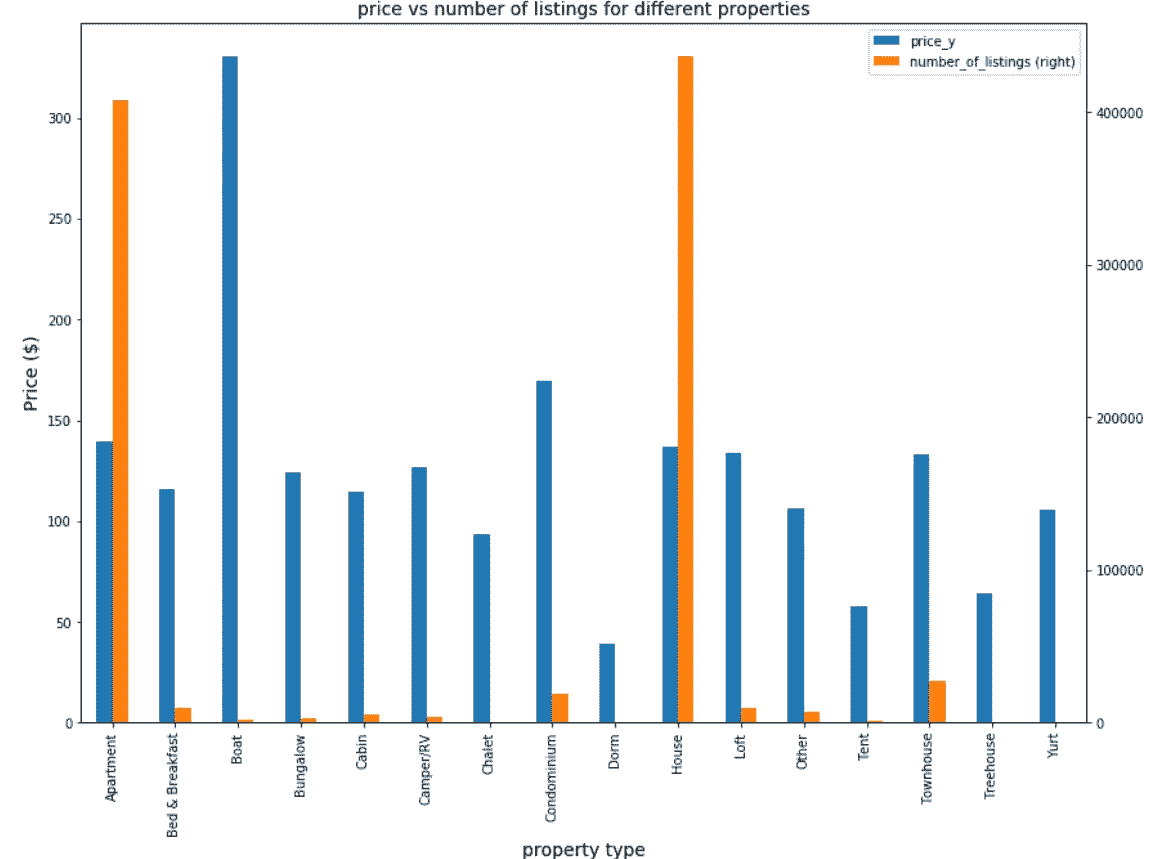 price vs number of listings for different properties
price_y
number_of_listings (right)
Price ($)
300
250
200
150
100
50
0
400000
300000
200000
100000
0
Apartment
Bed & Breakfast
Boat
Bungalow
Cabin
Camper/RV
Chalet
Condominium
Dorm
House
Loft
Other
Tent
Townhouse
Treehouse
Yurt
property type